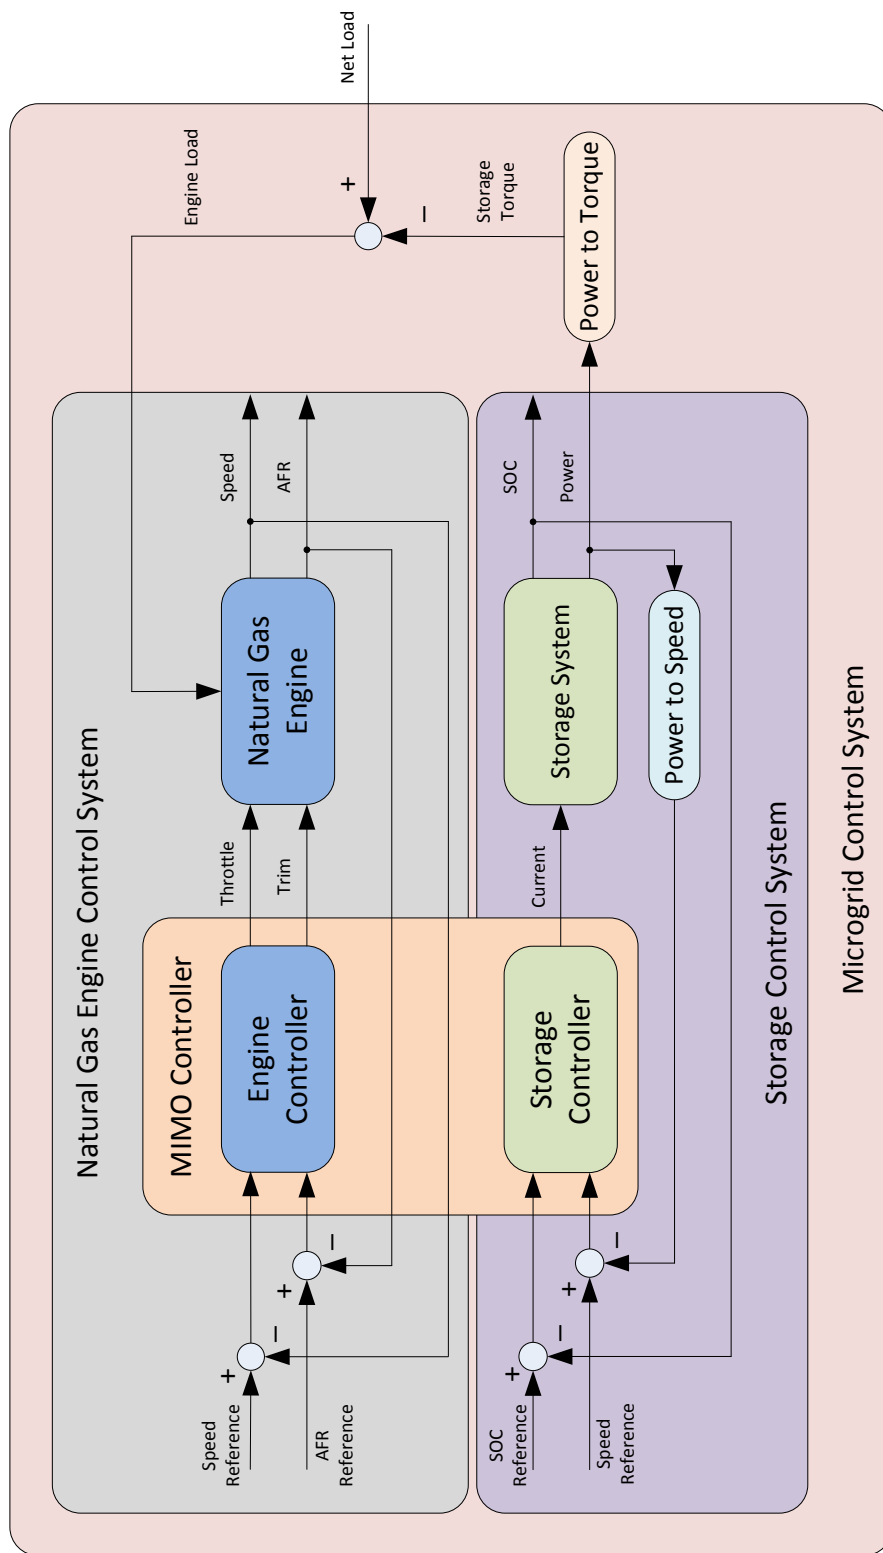 Natural Gas Engine Control System
MIMO Controller
Speed
Reference
+
−
Engine
Controller
Throttle
Natural Gas
Engine
Speed
Engine Load
AFR
Reference
+
−
Trim
AFR
Net Load
+
−
Storage
Torque
SOC
Reference
+
−
Storage
Controller
Current
Storage System
SOC
Speed
Reference
+
−
Power
Power to Torque
Power to Speed
Storage Control System
Microgrid Control System